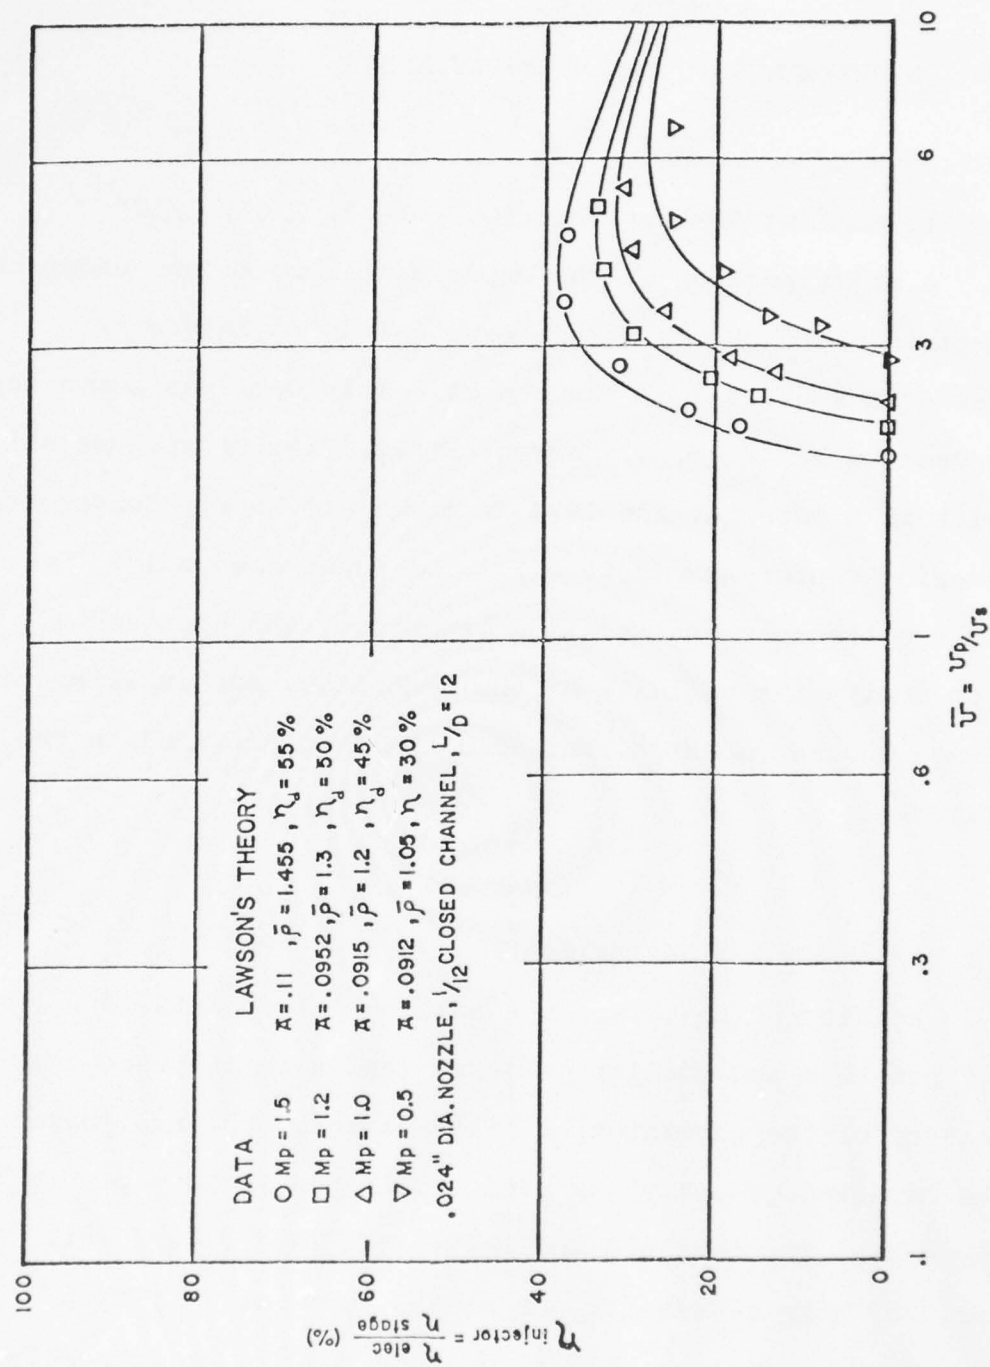 DATA LAWSON'S THEORY
○ Mp = 1.5 Ā = .11 , ρ̄ = 1.455 , η_d = 55 %
□ Mp = 1.2 Ā = .0952 , ρ̄ = 1.3 , η_d = 50 %
△ Mp = 1.0 Ā = .0915 , ρ̄ = 1.2 , η_d = 45 %
▽ Mp = 0.5 Ā = .0912 , ρ̄ = 1.05 , η = 30 %
.024" DIA. NOZZLE, 1/12 CLOSED CHANNEL, L/D = 12
100
80
60
40
20
0
η injector = η elec / η stage (%)
.1 .3 .6 1 3 6 10
v̄ = vp/vs